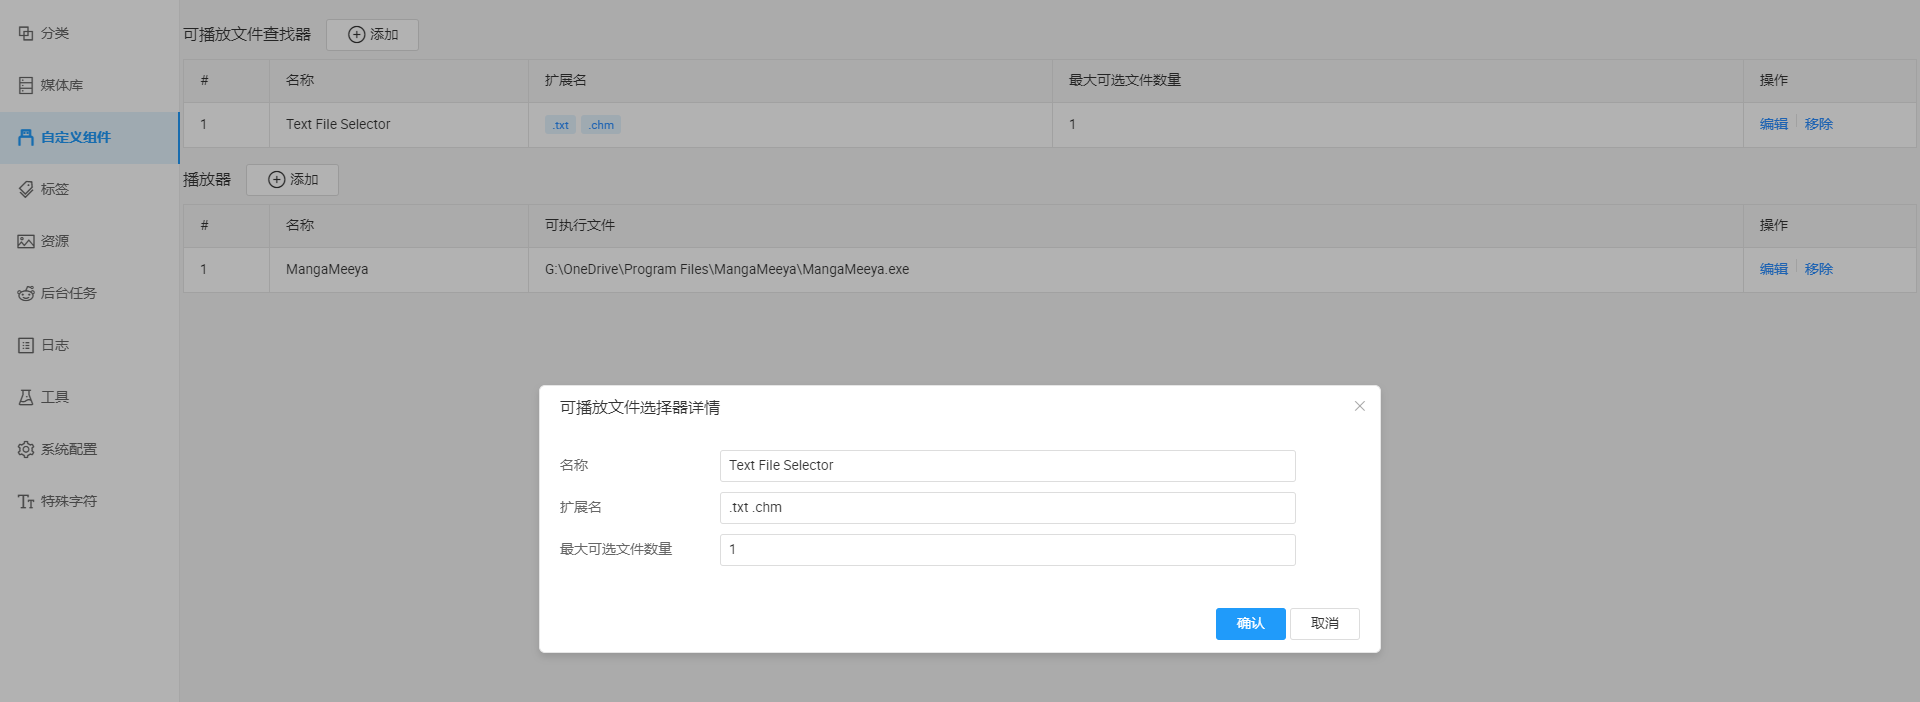 分类
媒体库
自定义组件
标签
资源
后台任务
日志
工具
系统配置
特殊字符
可播放文件查找器 添加
# 名称 扩展名 最大可选文件数量 操作
1 Text File Selector .txt .chm 1 编辑 移除
播放器 添加
# 名称 可执行文件 操作
1 MangaMeeya G:\OneDrive\Program Files\MangaMeeya\MangaMeeya.exe 编辑 移除
可播放文件选择器详情
名称 Text File Selector
扩展名 .txt .chm
最大可选文件数量 1
确认 取消